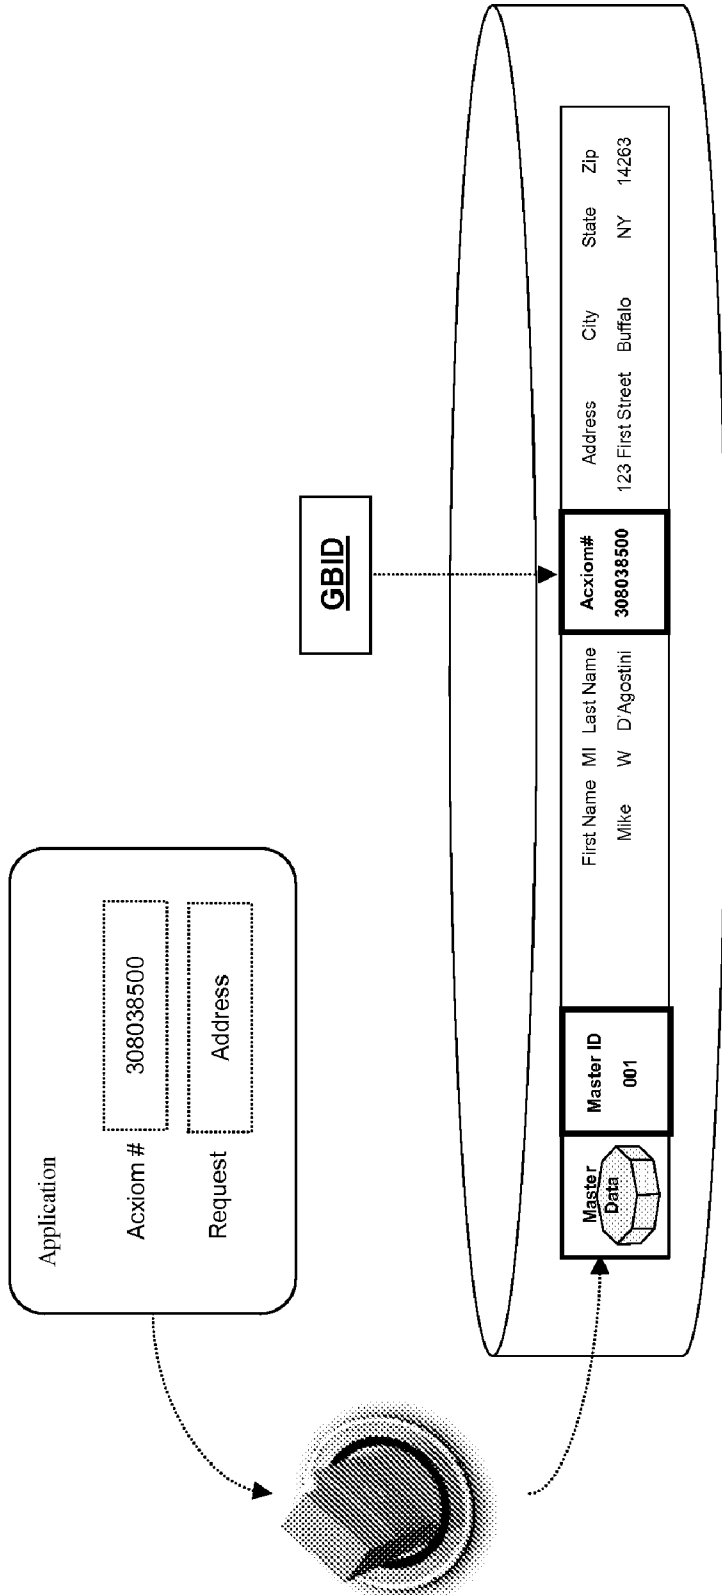 Application
Acxiom # 308038500
Request Address
GBID
Master Data
Master ID
001
First Name MI Last Name Acxiom# Address City State Zip
Mike W D'Agostini 308038500 123 First Street Buffalo NY 14263